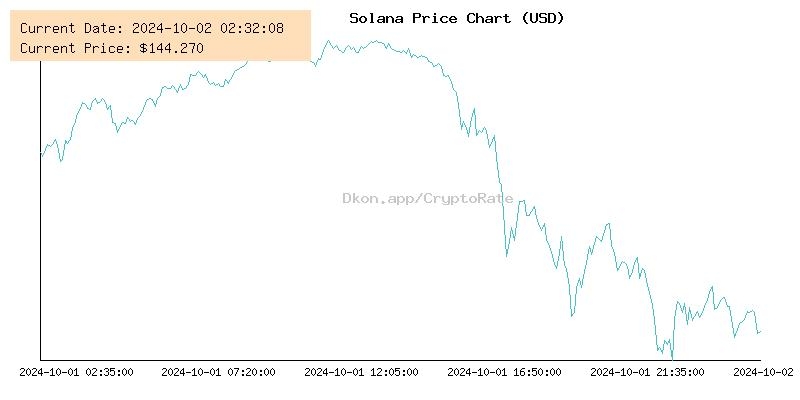 Solana Price Chart (USD)
Current Date: 2024-10-02 02:32:08
Current Price: $144.270
Dkon.app/CryptoRate
2024-10-01 02:35:00 2024-10-01 07:20:00 2024-10-01 12:05:00 2024-10-01 16:50:00 2024-10-01 21:35:00 2024-10-02